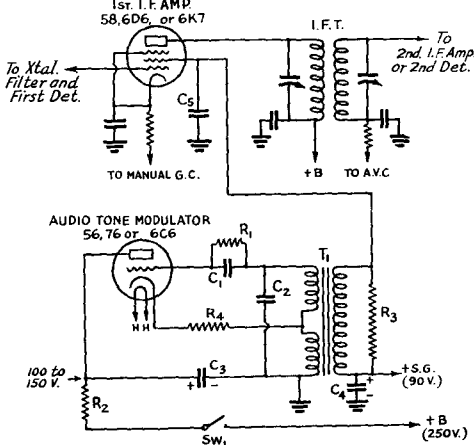 1ST. I.F. AMP.
58,6D6, or 6K7
I.F.T.
To
2nd. I.F. Amp.
or 2nd Det.
To Xtal.
Filter and
First Det.
C5
TO MANUAL G.C.
+B
TO A.V.C
AUDIO TONE MODULATOR
56,76 or 6C6
R1
C1
C2
T1
R3
H H
R4
100 to
150 V.
C3
+ -
R2
C4
+
-
+S.G.
(90V.)
SW1
+B
(250V.)